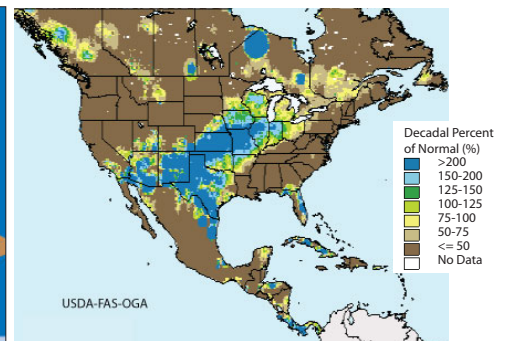 Decadal Percent
of Normal (%)
>200
150-200
125-150
100-125
75-100
50-75
<= 50
No Data
USDA-FAS-OGA